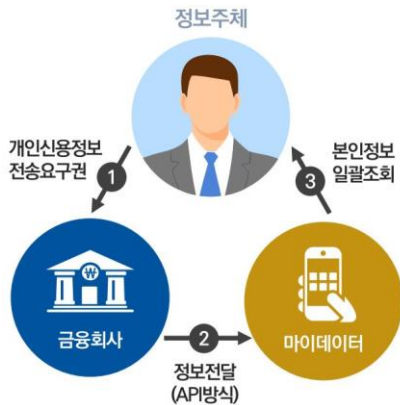 정보주체
개인신용정보
전송요구권
1
본인정보
일괄조회
3
₩
금융회사
2
마이데이터
정보전달
(API방식)